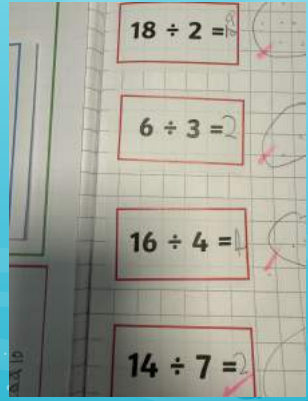 18 ÷ 2 =
6 ÷ 3 = 2
16 ÷ 4 = 4
14 ÷ 7 = 2